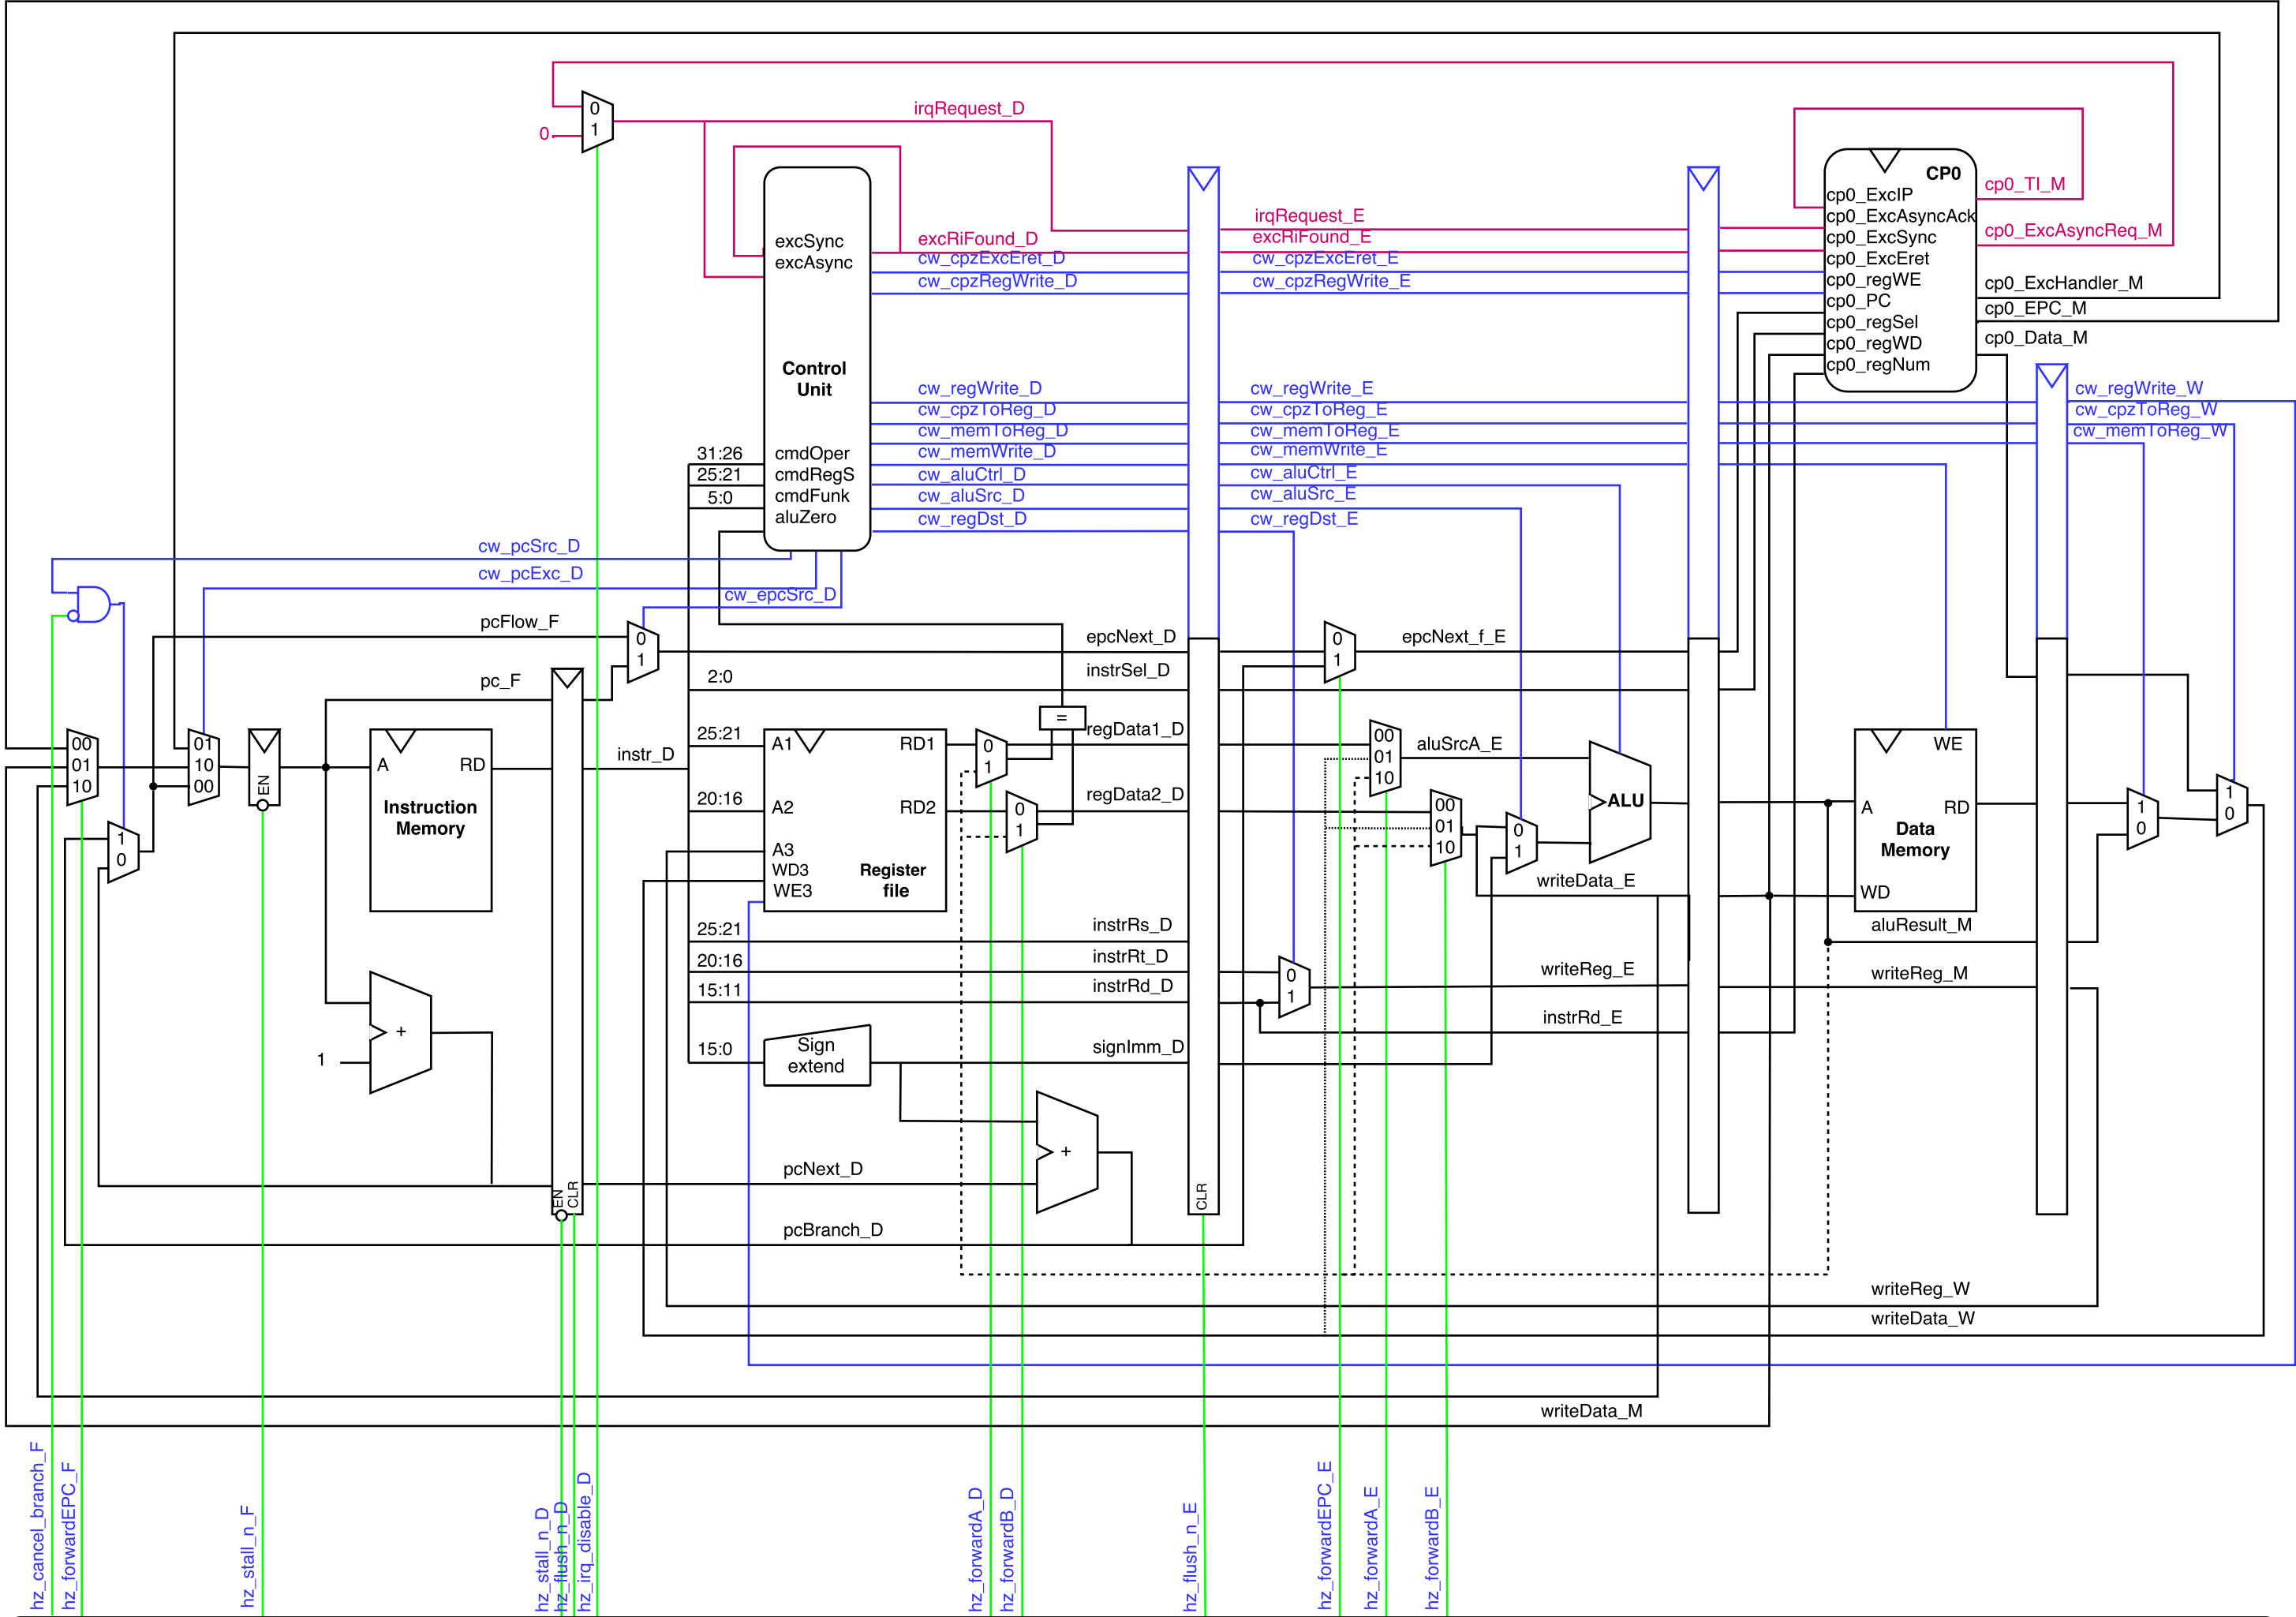 0
1
irqRequest_D
0
CP0
cp0_TI_M
cp0_ExcIP
cp0_ExcAsyncAck
cp0_ExcSync
cp0_ExcEret
cp0_regWE
cp0_PC
cp0_regSel
cp0_regWD
cp0_regNum
cp0_ExcAsyncReq_M
cp0_ExcHandler_M
cp0_EPC_M
cp0_Data_M
excSync
excAsync
Control
Unit
cmdOper
cmdRegS
cmdFunk
aluZero
31:26
25:21
5:0
excRiFound_D
cw_cpzExcEret_D
cw_cpzRegWrite_D
irqRequest_E
excRiFound_E
cw_cpzExcEret_E
cw_cpzRegWrite_E
cw_regWrite_D
cw_cpzToReg_D
cw_memToReg_D
cw_memWrite_D
cw_aluCtrl_D
cw_aluSrc_D
cw_regDst_D
cw_regWrite_E
cw_cpzToReg_E
cw_memToReg_E
cw_memWrite_E
cw_aluCtrl_E
cw_aluSrc_E
cw_regDst_E
cw_regWrite_W
cw_cpzToReg_W
cw_memToReg_W
cw_pcSrc_D
cw_pcExc_D
cw_epcSrc_D
pcFlow_F
0
1
epcNext_D
0
1
epcNext_f_E
pc_F
2:0
instrSel_D
00
01
10
01
10
00
EN
A
RD
Instruction
Memory
instr_D
25:21
A1
RD1
0
1
=
regData1_D
00
01
10
aluSrcA_E
ALU
WE
A
RD
Data
Memory
WD
1
0
1
0
20:16
A2
RD2
0
1
regData2_D
00
01
10
0
1
1
0
A3
WD3
WE3
Register
file
writeData_E
aluResult_M
25:21
instrRs_D
20:16
instrRt_D
15:11
instrRd_D
0
1
writeReg_E
writeReg_M
instrRd_E
+
1
15:0
Sign
extend
signImm_D
+
pcNext_D
EN
CLR
CLR
pcBranch_D
writeReg_W
writeData_W
writeData_M
hz_cancel_branch_F
hz_forwardEPC_F
hz_stall_n_F
hz_stall_n_D
hz_flush_n_D
hz_irq_disable_D
hz_forwardA_D
hz_forwardB_D
hz_flush_n_E
hz_forwardEPC_E
hz_forwardA_E
hz_forwardB_E